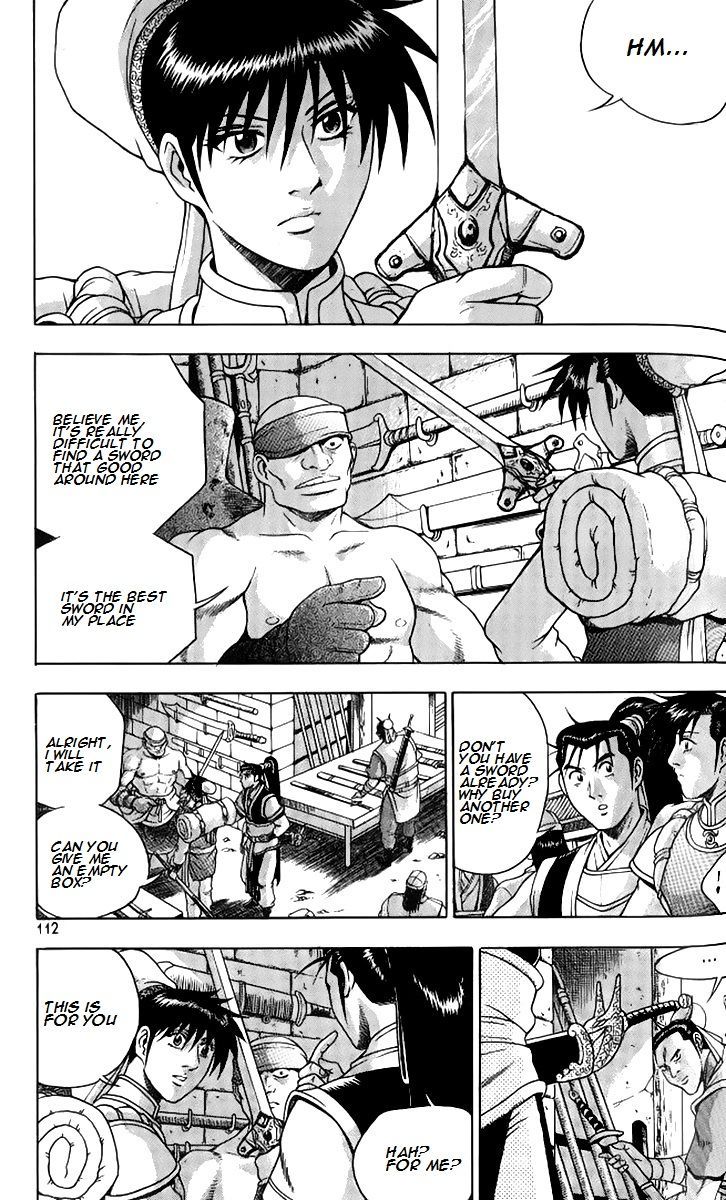 HM...
BELIEVE ME
IT'S REALLY
DIFFICULT TO
FIND A SWORD
THAT GOOD
AROUND HERE
IT'S THE BEST
SWORD IN
MY PLACE
ALRIGHT,
I WILL
TAKE IT
CAN YOU
GIVE ME
AN EMPTY
BOX?
DON'T
YOU HAVE
A SWORD
ALREADY?
WHY BUY
ANOTHER
ONE?
!
112
THIS IS
FOR YOU
HAH?
FOR ME?
...